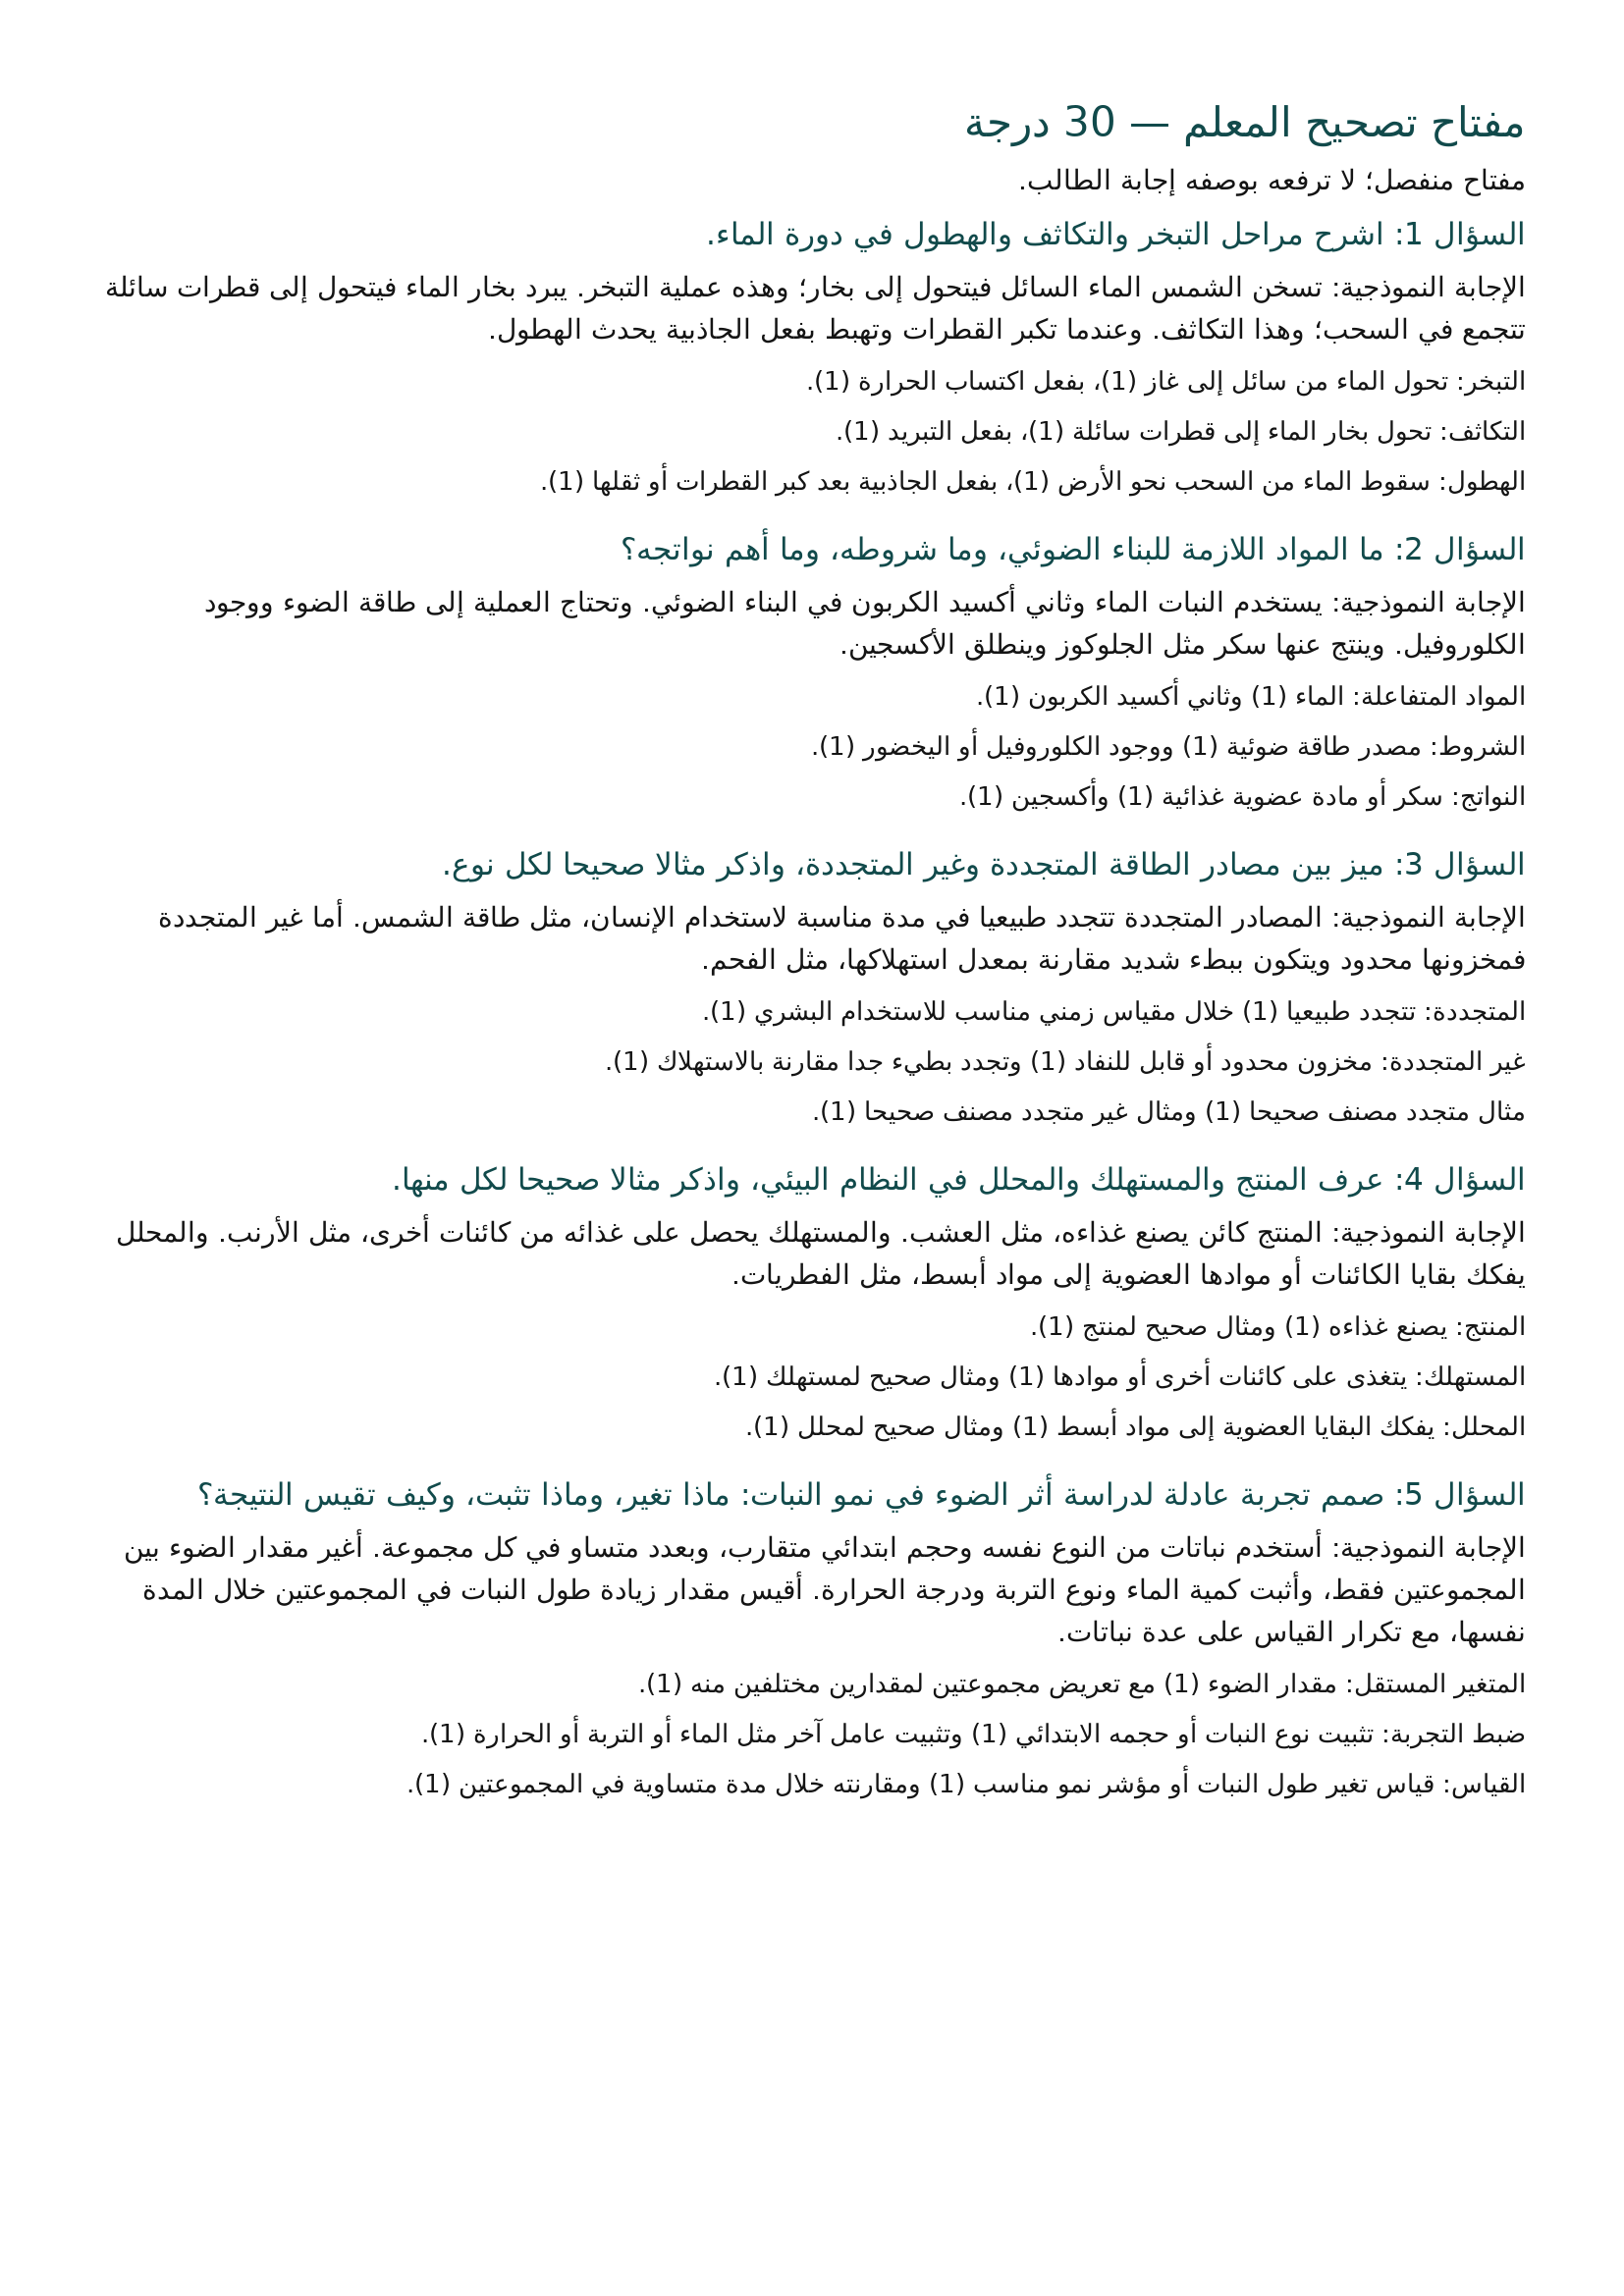 مفتاح تصحيح المعلم — 30 درجة
مفتاح منفصل؛ لا ترفعه بوصفه إجابة الطالب.
السؤال 1: اشرح مراحل التبخر والتكاثف والهطول في دورة الماء.
الإجابة النموذجية: تسخن الشمس الماء السائل فيتحول إلى بخار؛ وهذه عملية التبخر. يبرد بخار الماء فيتحول إلى قطرات سائلة
تتجمع في السحب؛ وهذا التكاثف. وعندما تكبر القطرات وتهبط بفعل الجاذبية يحدث الهطول.
التبخر: تحول الماء من سائل إلى غاز (1)، بفعل اكتساب الحرارة (1).
التكاثف: تحول بخار الماء إلى قطرات سائلة (1)، بفعل التبريد (1).
الهطول: سقوط الماء من السحب نحو الأرض (1)، بفعل الجاذبية بعد كبر القطرات أو ثقلها (1).
السؤال 2: ما المواد اللازمة للبناء الضوئي، وما شروطه، وما أهم نواتجه؟
الإجابة النموذجية: يستخدم النبات الماء وثاني أكسيد الكربون في البناء الضوئي. وتحتاج العملية إلى طاقة الضوء ووجود
الكلوروفيل. وينتج عنها سكر مثل الجلوكوز وينطلق الأكسجين.
المواد المتفاعلة: الماء (1) وثاني أكسيد الكربون (1).
الشروط: مصدر طاقة ضوئية (1) ووجود الكلوروفيل أو اليخضور (1).
النواتج: سكر أو مادة عضوية غذائية (1) وأكسجين (1).
السؤال 3: ميز بين مصادر الطاقة المتجددة وغير المتجددة، واذكر مثالا صحيحا لكل نوع.
الإجابة النموذجية: المصادر المتجددة تتجدد طبيعيا في مدة مناسبة لاستخدام الإنسان، مثل طاقة الشمس. أما غير المتجددة
فمخزونها محدود ويتكون ببطء شديد مقارنة بمعدل استهلاكها، مثل الفحم.
المتجددة: تتجدد طبيعيا (1) خلال مقياس زمني مناسب للاستخدام البشري (1).
غير المتجددة: مخزون محدود أو قابل للنفاد (1) وتجدد بطيء جدا مقارنة بالاستهلاك (1).
مثال متجدد مصنف صحيحا (1) ومثال غير متجدد مصنف صحيحا (1).
السؤال 4: عرف المنتج والمستهلك والمحلل في النظام البيئي، واذكر مثالا صحيحا لكل منها.
الإجابة النموذجية: المنتج كائن يصنع غذاءه، مثل العشب. والمستهلك يحصل على غذائه من كائنات أخرى، مثل الأرنب. والمحلل
يفكك بقايا الكائنات أو موادها العضوية إلى مواد أبسط، مثل الفطريات.
المنتج: يصنع غذاءه (1) ومثال صحيح لمنتج (1).
المستهلك: يتغذى على كائنات أخرى أو موادها (1) ومثال صحيح لمستهلك (1).
المحلل: يفكك البقايا العضوية إلى مواد أبسط (1) ومثال صحيح لمحلل (1).
السؤال 5: صمم تجربة عادلة لدراسة أثر الضوء في نمو النبات: ماذا تغير، وماذا تثبت، وكيف تقيس النتيجة؟
الإجابة النموذجية: أستخدم نباتات من النوع نفسه وحجم ابتدائي متقارب، وبعدد متساو في كل مجموعة. أغير مقدار الضوء بين
المجموعتين فقط، وأثبت كمية الماء ونوع التربة ودرجة الحرارة. أقيس مقدار زيادة طول النبات في المجموعتين خلال المدة
نفسها، مع تكرار القياس على عدة نباتات.
المتغير المستقل: مقدار الضوء (1) مع تعريض مجموعتين لمقدارين مختلفين منه (1).
ضبط التجربة: تثبيت نوع النبات أو حجمه الابتدائي (1) وتثبيت عامل آخر مثل الماء أو التربة أو الحرارة (1).
القياس: قياس تغير طول النبات أو مؤشر نمو مناسب (1) ومقارنته خلال مدة متساوية في المجموعتين (1).